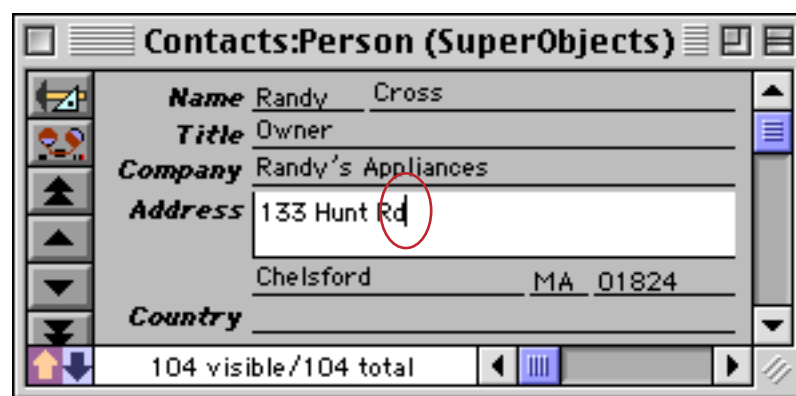 Contacts:Person (SuperObjects)
Name Randy Cross
Title Owner
Company Randy's Appliances
Address 133 Hunt Rd
Chelsford MA 01824
Country
104 visible/104 total